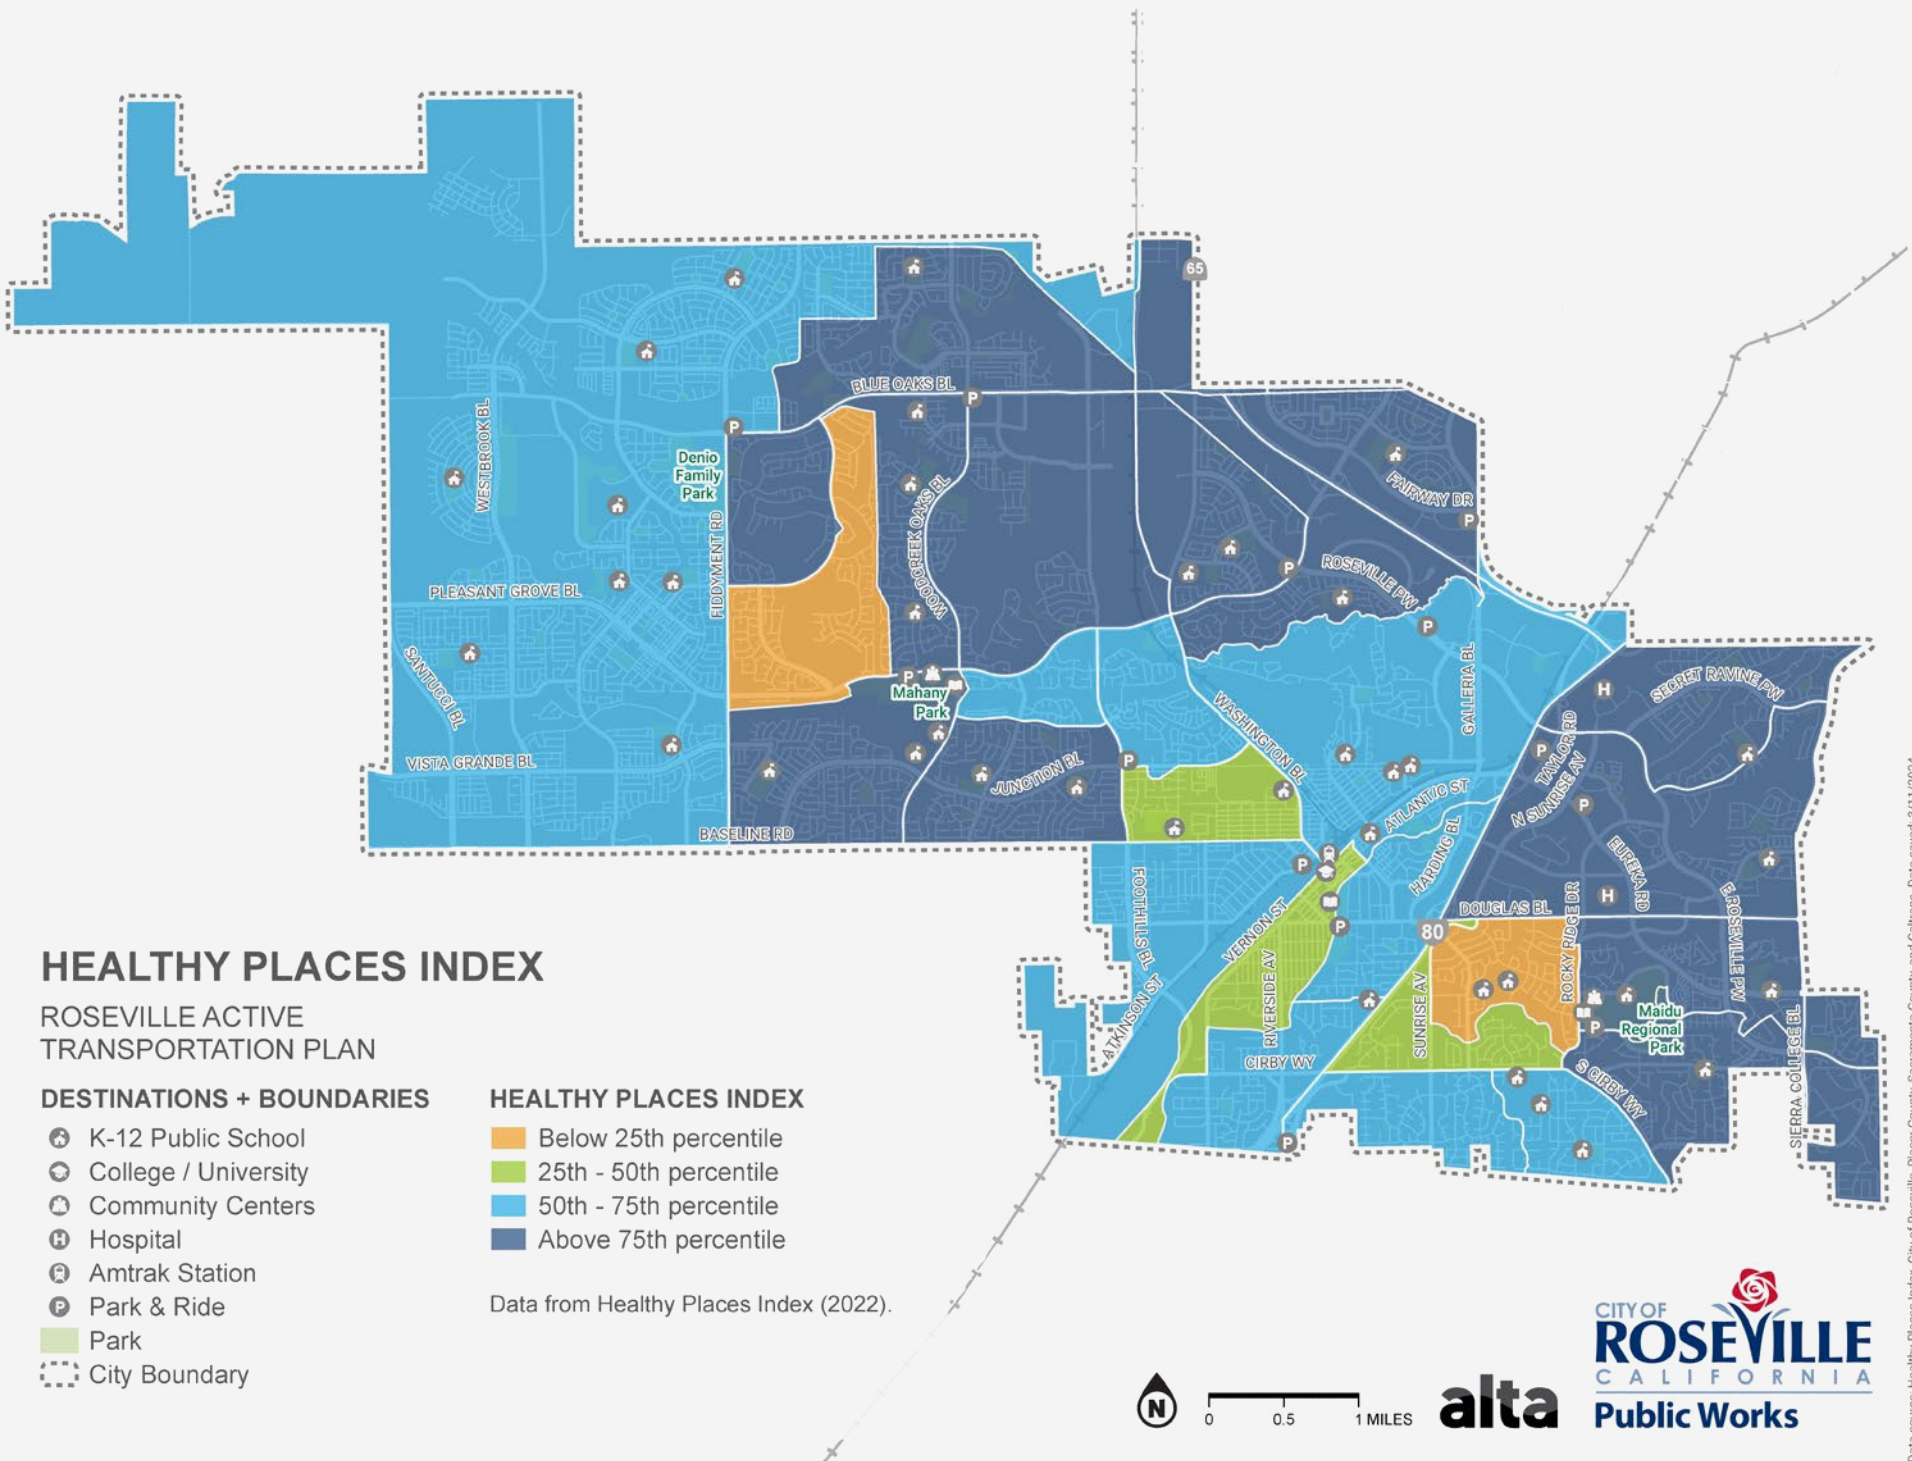 65
BLUE OAKS BL
P
P
WESTBROOK BL
Denio
Family
Park
WOODCREEK OAKS BL
FAIRWAY DR
P
FIDDYMENT RD
P
ROSEVILLE PW
PLEASANT GROVE BL
P
SANTUCCI BL
GALLERIA BL
P
Mahany
Park
H
SECRET RAVINE PW
WASHINGTON BL
TAYLOR RD
P
VISTA GRANDE BL
P
JUNCTION BL
N SUNRISE AV
P
ATLANTIC ST
BASELINE RD
HARDING BL
EUREKA RD
P
H
DOUGLAS BL
ROCKY RIDGE DR
E ROSEVILLE PW
FOOTHILLS BL
VERNON ST
P
80
RIVERSIDE AV
SUNRISE AV
ATKINSON ST
P
Maidu
Regional
Park
CIRBY WY
S CIRBY WY
SIERRA COLLEGE BL
P
HEALTHY PLACES INDEX
ROSEVILLE ACTIVE
TRANSPORTATION PLAN
DESTINATIONS + BOUNDARIES
K-12 Public School
College / University
Community Centers
H Hospital
Amtrak Station
P Park & Ride
Park
City Boundary
HEALTHY PLACES INDEX
Below 25th percentile
25th - 50th percentile
50th - 75th percentile
Above 75th percentile
Data from Healthy Places Index (2022).
N
0 0.5 1 MILES
alta
CITY OF
ROSEVILLE
CALIFORNIA
Public Works